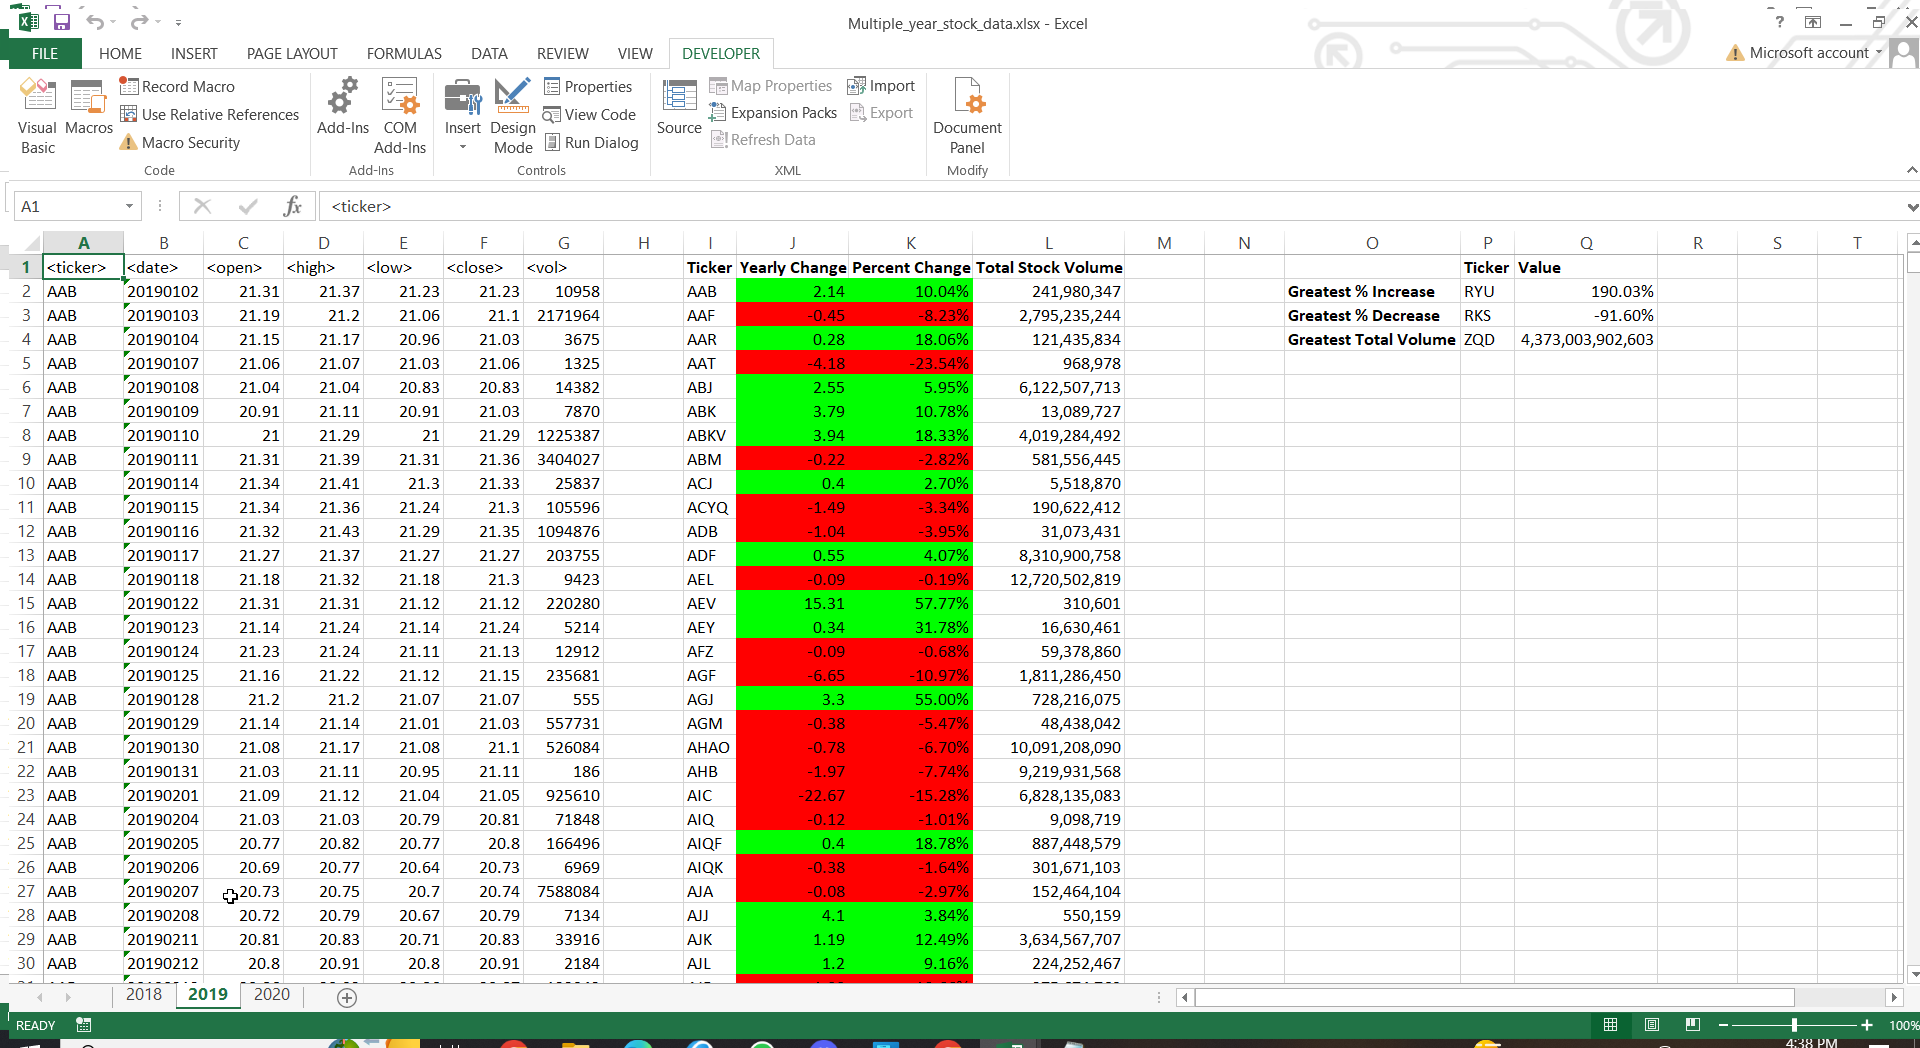 Multiple_year_stock_data.xlsx - Excel
FILE HOME INSERT PAGE LAYOUT FORMULAS DATA REVIEW VIEW DEVELOPER Microsoft account
Visual Basic
Macros
Record Macro
Use Relative References
Macro Security
Code
Add-Ins
COM Add-Ins
Add-Ins
Insert
Design Mode
Properties
View Code
Run Dialog
Controls
Source
Map Properties
Expansion Packs
Refresh Data
Import
Export
XML
Document Panel
Modify
A1 fx <ticker>
A B C D E F G H I J K L M N O P Q R S T
1 <ticker> <date> <open> <high> <low> <close> <vol> Ticker Yearly Change Percent Change Total Stock Volume Ticker Value
2 AAB 20190102 21.31 21.37 21.23 21.23 10958 AAB 2.14 10.04% 241,980,347 Greatest % Increase RYU 190.03%
3 AAB 20190103 21.19 21.2 21.06 21.1 2171964 AAF -0.45 -8.23% 2,795,235,244 Greatest % Decrease RKS -91.60%
4 AAB 20190104 21.15 21.17 20.96 21.03 3675 AAR 0.28 18.06% 121,435,834 Greatest Total Volume ZQD 4,373,003,902,603
5 AAB 20190107 21.06 21.07 21.03 21.06 1325 AAT -4.18 -23.54% 968,978
6 AAB 20190108 21.04 21.04 20.83 20.83 14382 ABJ 2.55 5.95% 6,122,507,713
7 AAB 20190109 20.91 21.11 20.91 21.03 7870 ABK 3.79 10.78% 13,089,727
8 AAB 20190110 21 21.29 21 21.29 1225387 ABKV 3.94 18.33% 4,019,284,492
9 AAB 20190111 21.31 21.39 21.31 21.36 3404027 ABM -0.22 -2.82% 581,556,445
10 AAB 20190114 21.34 21.41 21.3 21.33 25837 ACJ 0.4 2.70% 5,518,870
11 AAB 20190115 21.34 21.36 21.24 21.3 105596 ACYQ -1.49 -3.34% 190,622,412
12 AAB 20190116 21.32 21.43 21.29 21.35 1094876 ADB -1.04 -3.95% 31,073,431
13 AAB 20190117 21.27 21.37 21.27 21.27 203755 ADF 0.55 4.07% 8,310,900,758
14 AAB 20190118 21.18 21.32 21.18 21.3 9423 AEL -0.09 -0.19% 12,720,502,819
15 AAB 20190122 21.31 21.31 21.12 21.12 220280 AEV 15.31 57.77% 310,601
16 AAB 20190123 21.14 21.24 21.14 21.24 5214 AEY 0.34 31.78% 16,630,461
17 AAB 20190124 21.23 21.24 21.11 21.13 12912 AFZ -0.09 -0.68% 59,378,860
18 AAB 20190125 21.16 21.22 21.12 21.15 235681 AGF -6.65 -10.97% 1,811,286,450
19 AAB 20190128 21.2 21.2 21.07 21.07 555 AGJ 3.3 55.00% 728,216,075
20 AAB 20190129 21.14 21.14 21.01 21.03 557731 AGM -0.38 -5.47% 48,438,042
21 AAB 20190130 21.08 21.17 21.08 21.1 526084 AHAO -0.78 -6.70% 10,091,208,090
22 AAB 20190131 21.03 21.11 20.95 21.11 186 AHB -1.97 -7.74% 9,219,931,568
23 AAB 20190201 21.09 21.12 21.04 21.05 925610 AIC -22.67 -15.28% 6,828,135,083
24 AAB 20190204 21.03 21.03 20.79 20.81 71848 AIQ -0.12 -1.01% 9,098,719
25 AAB 20190205 20.77 20.82 20.77 20.8 166496 AIQF 0.4 18.78% 887,448,579
26 AAB 20190206 20.69 20.77 20.64 20.73 6969 AIQK -0.38 -1.64% 301,671,103
27 AAB 20190207 20.73 20.75 20.7 20.74 7588084 AJA -0.08 -2.97% 152,464,104
28 AAB 20190208 20.72 20.79 20.67 20.79 7134 AJJ 4.1 3.84% 550,159
29 AAB 20190211 20.81 20.83 20.71 20.83 33916 AJK 1.19 12.49% 3,634,567,707
30 AAB 20190212 20.8 20.91 20.8 20.91 2184 AJL 1.2 9.16% 224,252,467
2018 2019 2020
READY 100%
4:38 PM